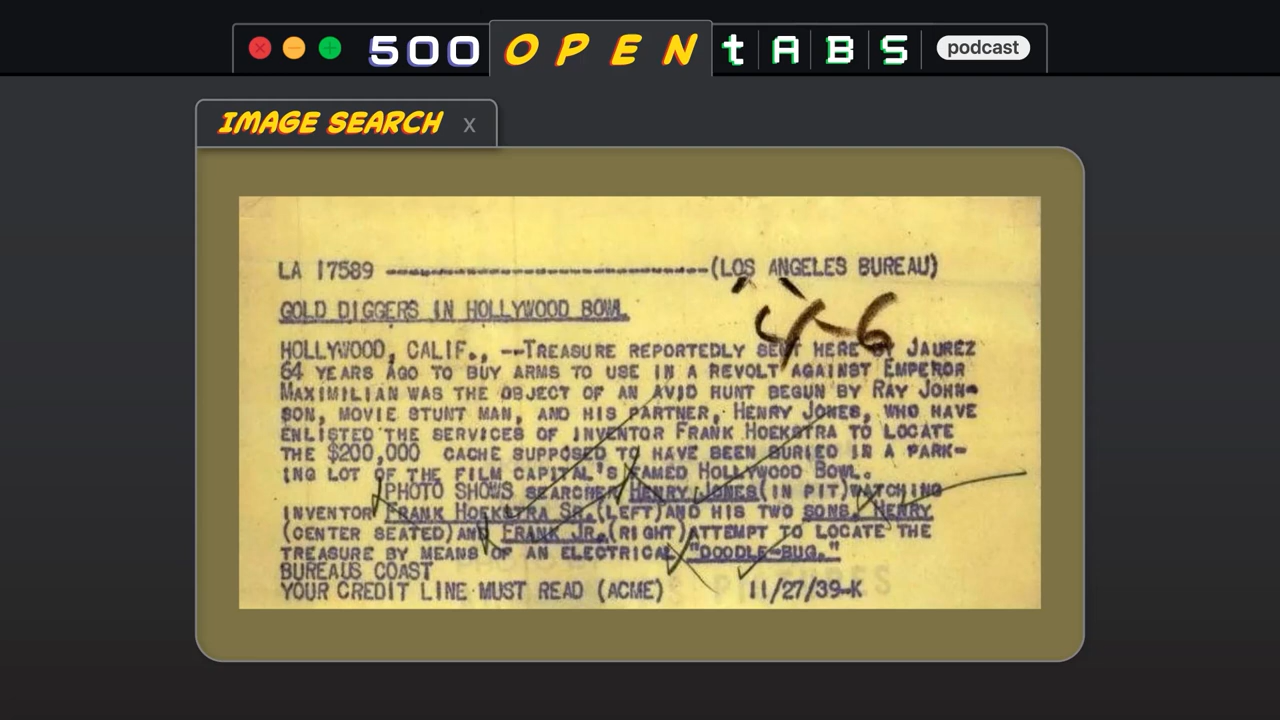 500 OPEN tABS podcast
IMAGE SEARCH x
LA 17589 ------------------------------(LOS ANGELES BUREAU)
GOLD DIGGERS IN HOLLYWOOD BOWL.
4-6
HOLLYWOOD, CALIF., --TREASURE REPORTEDLY SENT HERE BY JAUREZ
64 YEARS AGO TO BUY ARMS TO USE IN A REVOLT AGAINST EMPEROR
MAXIMILIAN WAS THE OBJECT OF AN AVID HUNT BEGUN BY RAY JOHN-
SON, MOVIE STUNT MAN, AND HIS PARTNER, HENRY JONES, WHO HAVE
ENLISTED THE SERVICES OF INVENTOR FRANK HOEKSTRA TO LOCATE
THE $200,000 CACHE SUPPOSED TO HAVE BEEN BURIED IN A PARK-
ING LOT OF THE FILM CAPITAL'S FAMED HOLLYWOOD BOWL.
PHOTO SHOWS SEARCHER HENRY JONES(IN PIT)WATCHING
INVENTOR FRANK HOEKSTRA SR.(LEFT)AND HIS TWO SONS, HENRY
(CENTER SEATED)AND FRANK JR.(RIGHT)ATTEMPT TO LOCATE THE
TREASURE BY MEANS OF AN ELECTRICAL "DOODLE-BUG."
BUREAUS COAST
YOUR CREDIT LINE MUST READ (ACME) 11/27/39-K